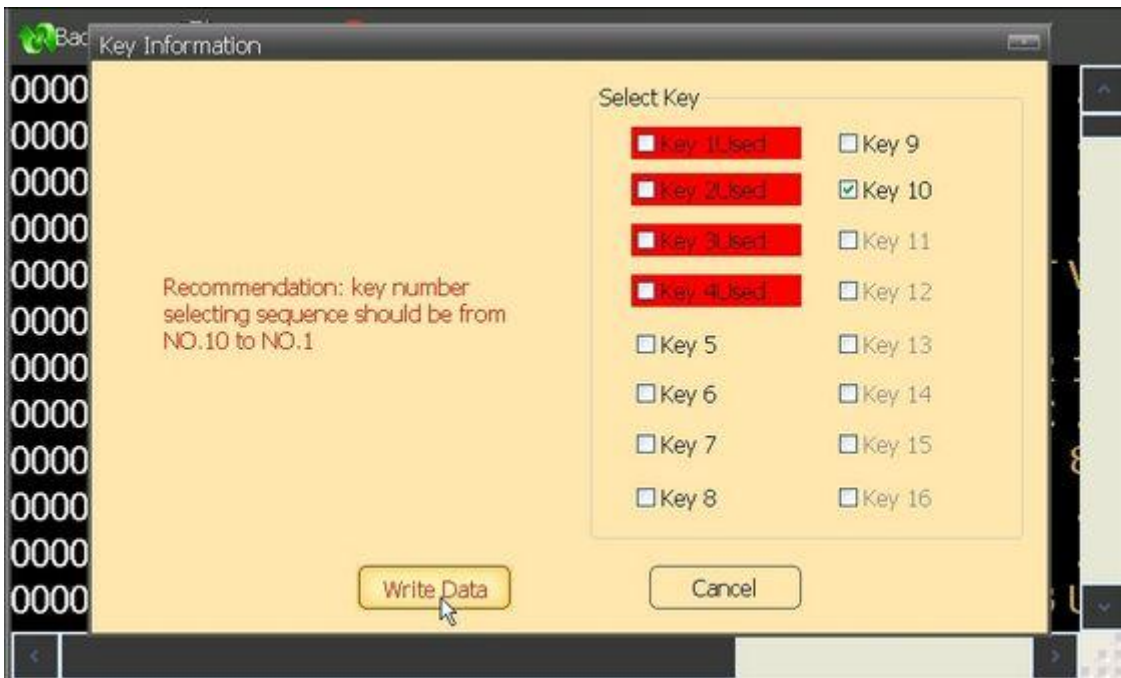 Bac
Key Information
0000
0000
0000
0000
0000
0000
0000
0000
0000
0000
0000
0000
Recommendation: key number
selecting sequence should be from
NO.10 to NO.1
Select Key
Key 1Used
Key 2Used
Key 3Used
Key 4Used
Key 5
Key 6
Key 7
Key 8
Key 9
Key 10
Key 11
Key 12
Key 13
Key 14
Key 15
Key 16
Write Data
Cancel